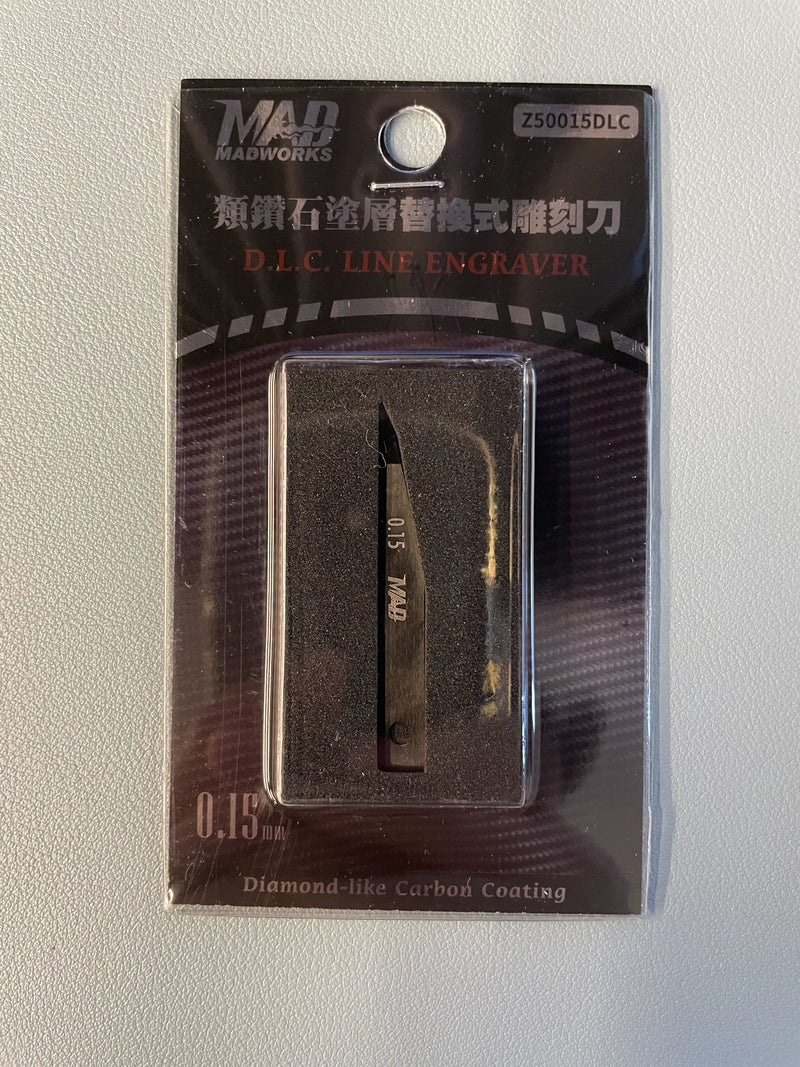 MAD
MADWORKS
Z50015DLC
類鑽石塗層替換式雕刻刀
D.L.C. LINE ENGRAVER
0.15 MAD
0.15mm
Diamond-like Carbon Coating